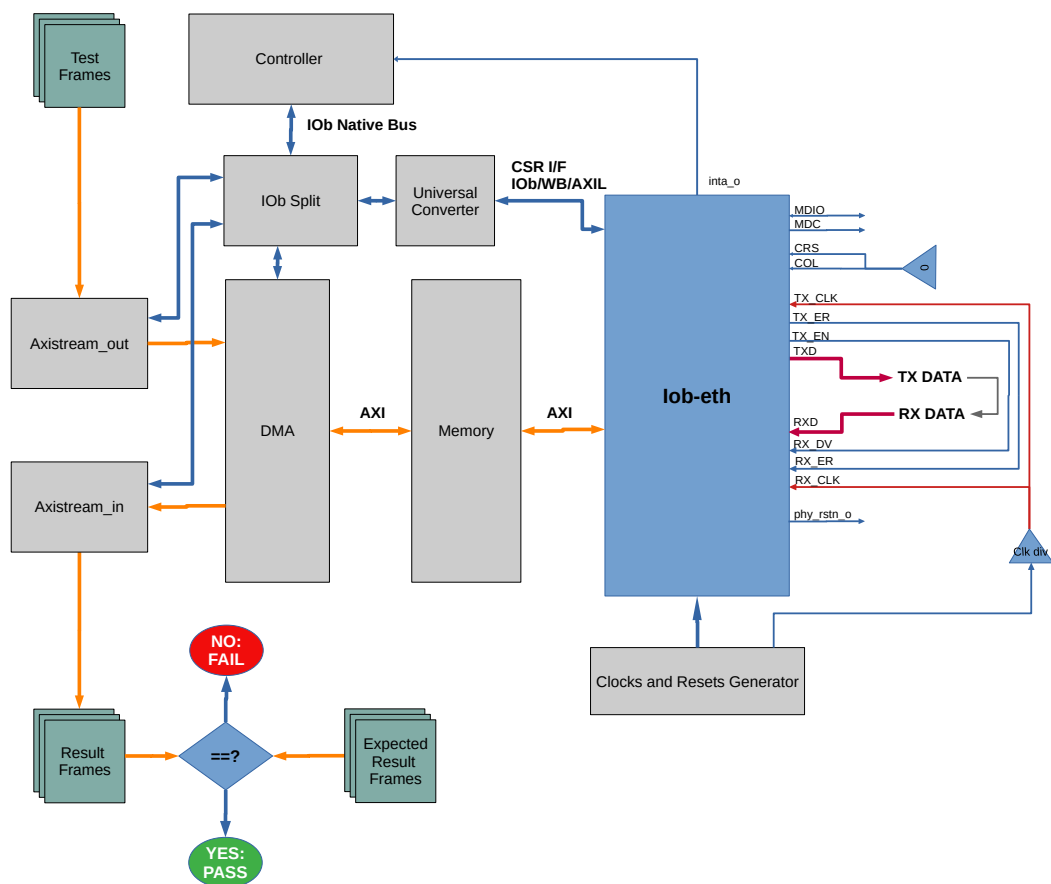 Test
Frames
Controller
IOb Native Bus
IOb Split
Universal
Converter
CSR I/F
IOb/WB/AXIL
inta_o
MDIO
MDC
CRS
COL
0
TX_CLK
TX_ER
TX_EN
TXD
TX DATA
Iob-eth
RX DATA
RXD
RX_DV
RX_ER
RX_CLK
phy_rstn_o
Clk div
Axistream_out
DMA
AXI
Memory
AXI
Axistream_in
Clocks and Resets Generator
NO:
FAIL
Result
Frames
==?
Expected
Result
Frames
YES:
PASS